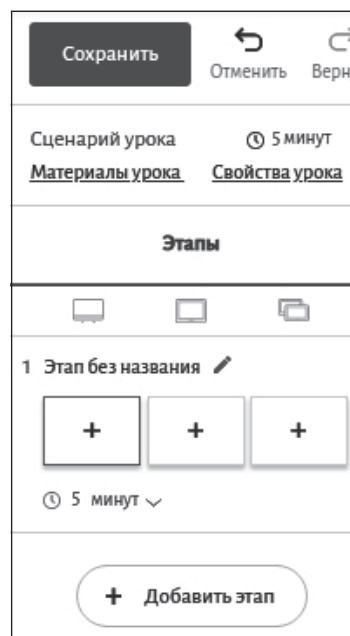 Сохранить
Отменить Верн
Сценарий урока 5 минут
Материалы урока Свойства урока
Этапы
1 Этап без названия
+ + +
5 минут
+ Добавить этап